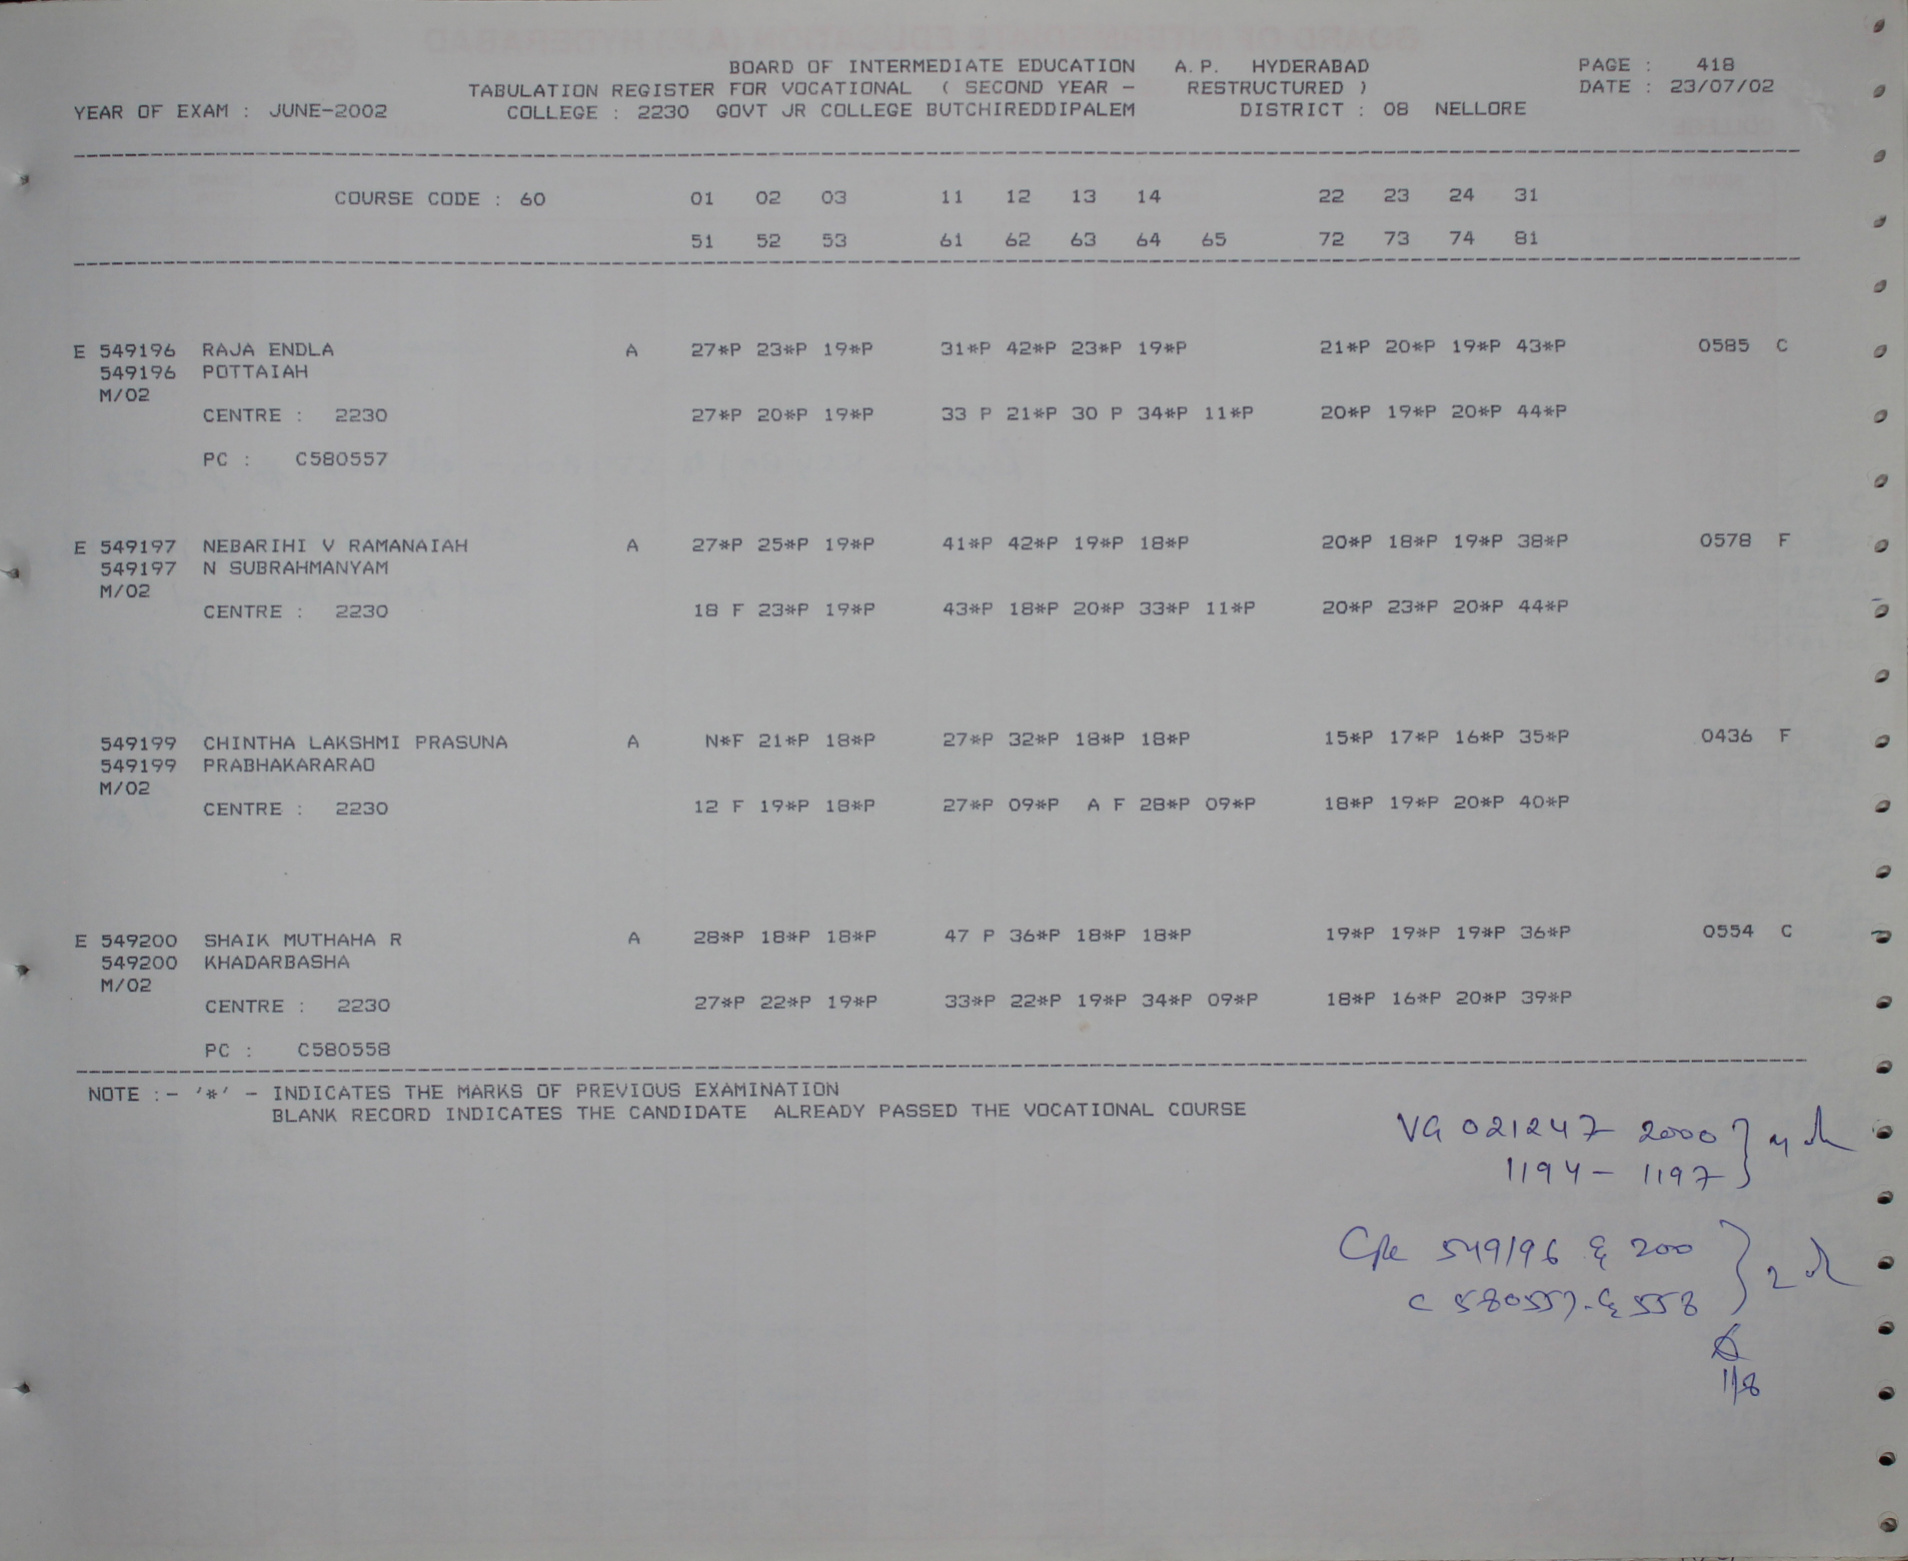 BOARD OF INTERMEDIATE EDUCATION A.P. HYDERABAD PAGE : 418
TABULATION REGISTER FOR VOCATIONAL ( SECOND YEAR - RESTRUCTURED ) DATE : 23/07/02
YEAR OF EXAM : JUNE-2002 COLLEGE : 2230 GOVT JR COLLEGE BUTCHIREDDIPALEM DISTRICT : 08 NELLORE
COURSE CODE : 60 01 02 03 11 12 13 14 22 23 24 31
51 52 53 61 62 63 64 65 72 73 74 81
E 549196 RAJA ENDLA A 27*P 23*P 19*P 31*P 42*P 23*P 19*P 21*P 20*P 19*P 43*P 0585 C
549196 POTTAIAH
M/02
CENTRE : 2230 27*P 20*P 19*P 33 P 21*P 30 P 34*P 11*P 20*P 19*P 20*P 44*P
PC : C580557
E 549197 NEBARIHI V RAMANAIAH A 27*P 25*P 19*P 41*P 42*P 19*P 18*P 20*P 18*P 19*P 38*P 0578 F
549197 N SUBRAHMANYAM
M/02
CENTRE : 2230 18 F 23*P 19*P 43*P 18*P 20*P 33*P 11*P 20*P 23*P 20*P 44*P
549199 CHINTHA LAKSHMI PRASUNA A N*F 21*P 18*P 27*P 32*P 18*P 18*P 15*P 17*P 16*P 35*P 0436 F
549199 PRABHAKARARAO
M/02
CENTRE : 2230 12 F 19*P 18*P 27*P 09*P A F 28*P 09*P 18*P 19*P 20*P 40*P
E 549200 SHAIK MUTHAHA R A 28*P 18*P 18*P 47 P 36*P 18*P 18*P 19*P 19*P 19*P 36*P 0554 C
549200 KHADARBASHA
M/02
CENTRE : 2230 27*P 22*P 19*P 33*P 22*P 19*P 34*P 09*P 18*P 16*P 20*P 39*P
PC : C580558
NOTE :- '*' - INDICATES THE MARKS OF PREVIOUS EXAMINATION
BLANK RECORD INDICATES THE CANDIDATE ALREADY PASSED THE VOCATIONAL COURSE
VG 021247 2000
1194 - 1197
549196 & 200
C 580557 & 558
1/8